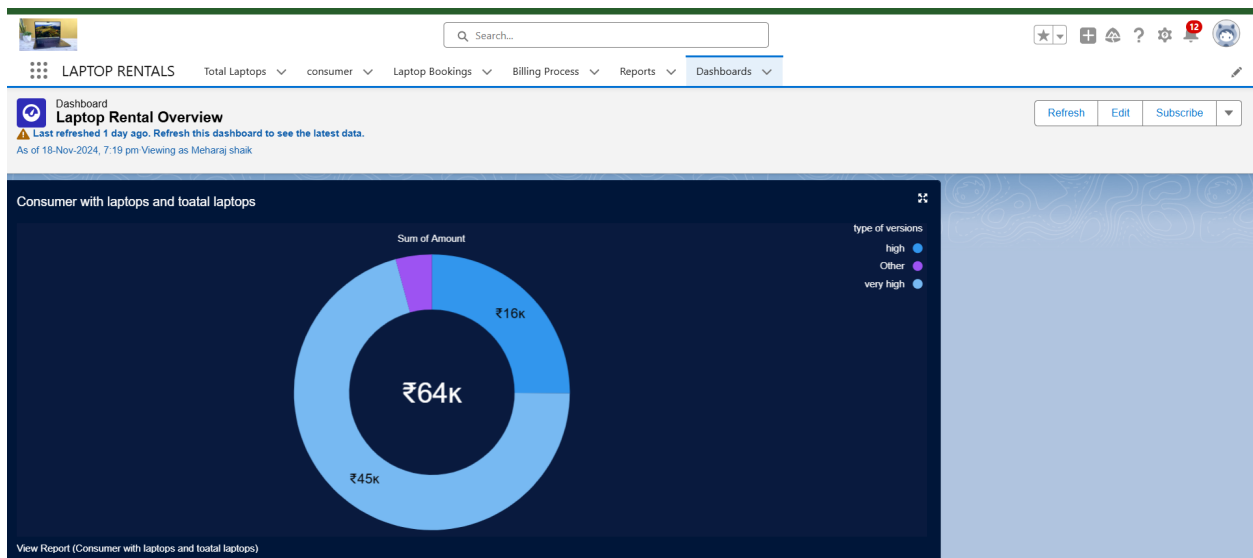 Search...
12
LAPTOP RENTALS Total Laptops consumer Laptop Bookings Billing Process Reports Dashboards
Dashboard
Laptop Rental Overview
Last refreshed 1 day ago. Refresh this dashboard to see the latest data.
As of 18-Nov-2024, 7:19 pm·Viewing as Meharaj shaik
Refresh Edit Subscribe
Consumer with laptops and toatal laptops
Sum of Amount
type of versions
high
Other
very high
₹16K
₹64K
₹45K
View Report (Consumer with laptops and toatal laptops)